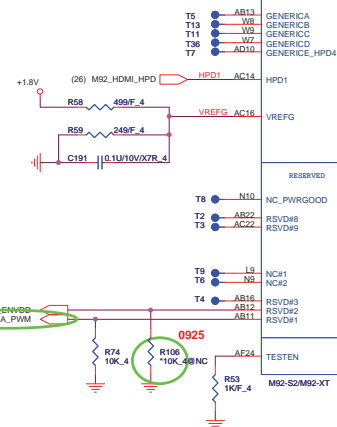 T5 AB13 GENERICA
T13 W8 GENERICB
T11 W9 GENERICC
T36 W7 GENERICD
T7 AD10 GENERICE_HPD4
+1.8V (26) M92_HDMI_HPD HPD1 AC14 HPD1
R58 499/F_4
VREFG AC16 VREFG
R59 249/F_4
C191 0.1U/10V/X7R_4
RESERVED
T8 N10 NC_PWRGOOD
T2 AB22 RSVD#8
T3 AC22 RSVD#9
T9 L9 NC#1
T6 N9 NC#2
T4 AB16 RSVD#3
_ENVDD AB12 RSVD#2
A_PWM AB11 RSVD#1
0925
R74 R106 AF24 TESTEN
10K_4 *10K_4@NC
R53 M92-S2/M92-XT
1K/F_4